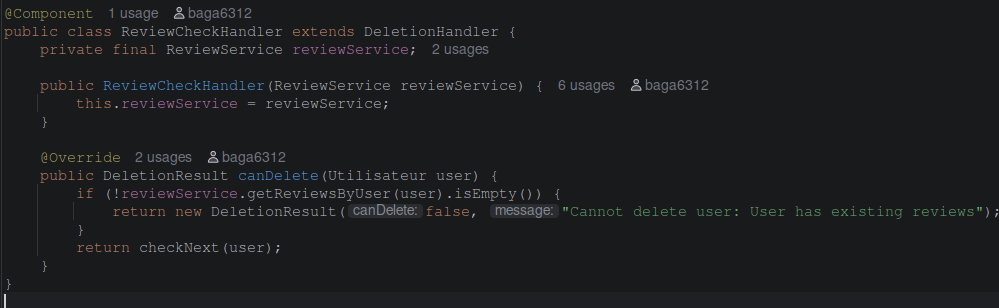 @Component 1 usage baga6312
public class ReviewCheckHandler extends DeletionHandler {
    private final ReviewService reviewService; 2 usages

    public ReviewCheckHandler(ReviewService reviewService) { 6 usages baga6312
        this.reviewService = reviewService;
    }

    @Override 2 usages baga6312
    public DeletionResult canDelete(Utilisateur user) {
        if (!reviewService.getReviewsByUser(user).isEmpty()) {
            return new DeletionResult( canDelete: false, message: "Cannot delete user: User has existing reviews");
        }
        return checkNext(user);
    }
}